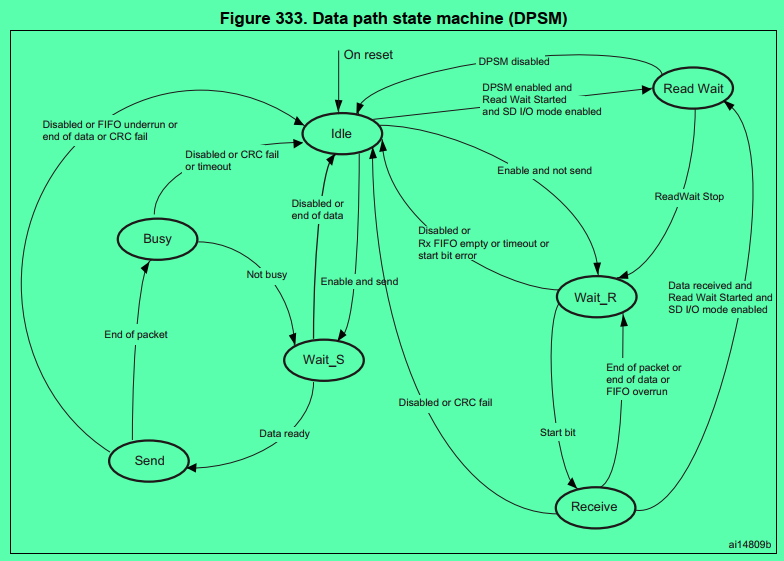 Figure 333. Data path state machine (DPSM)
On reset
DPSM disabled
Read Wait
DPSM enabled and
Read Wait Started
and SD I/O mode enabled
Disabled or FIFO underrun or
end of data or CRC fail
Idle
Disabled or CRC fail
or timeout
Enable and not send
ReadWait Stop
Disabled or
end of data
Disabled or
Rx FIFO empty or timeout or
start bit error
Busy
Not busy
Enable and send
Data received and
Read Wait Started and
SD I/O mode enabled
Wait_R
End of packet
Wait_S
End of packet or
end of data or
FIFO overrun
Disabled or CRC fail
Start bit
Data ready
Send
Receive
ai14809b